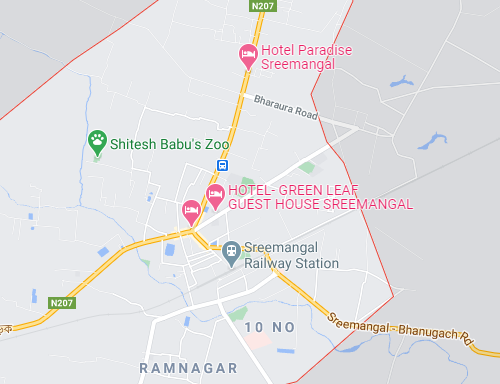 N207
Hotel Paradise
Sreemangal
Bharaura Road
Shitesh Babu's Zoo
HOTEL- GREEN LEAF
GUEST HOUSE SREEMANGAL
Sreemangal
Railway Station
N207
Sreemangal - Bhanugach Rd
10 NO
RAMNAGAR